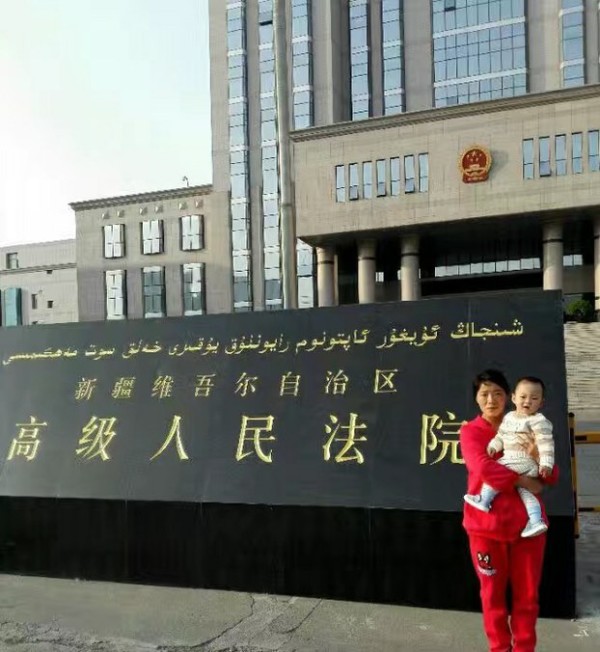 شىنجاڭ ئۇيغۇر ئاپتونوم رايونلۇق يۇقىرى خەلق سوت مەھكىمىسى
新疆维吾尔自治区
高级人民法院